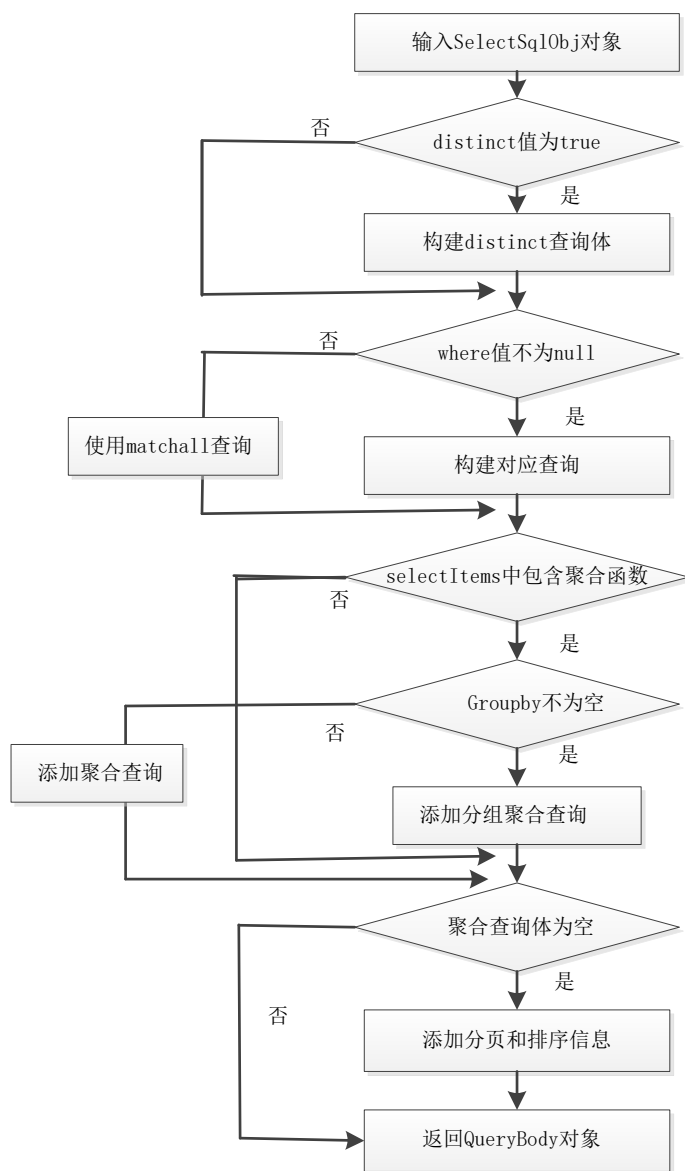 输入SelectSqlObj对象
否
distinct值为true
是
构建distinct查询体
否
where值不为null
是
使用matchall查询
构建对应查询
selectItems中包含聚合函数
否
是
Groupby不为空
否
是
添加聚合查询
添加分组聚合查询
聚合查询体为空
是
否
添加分页和排序信息
返回QueryBody对象